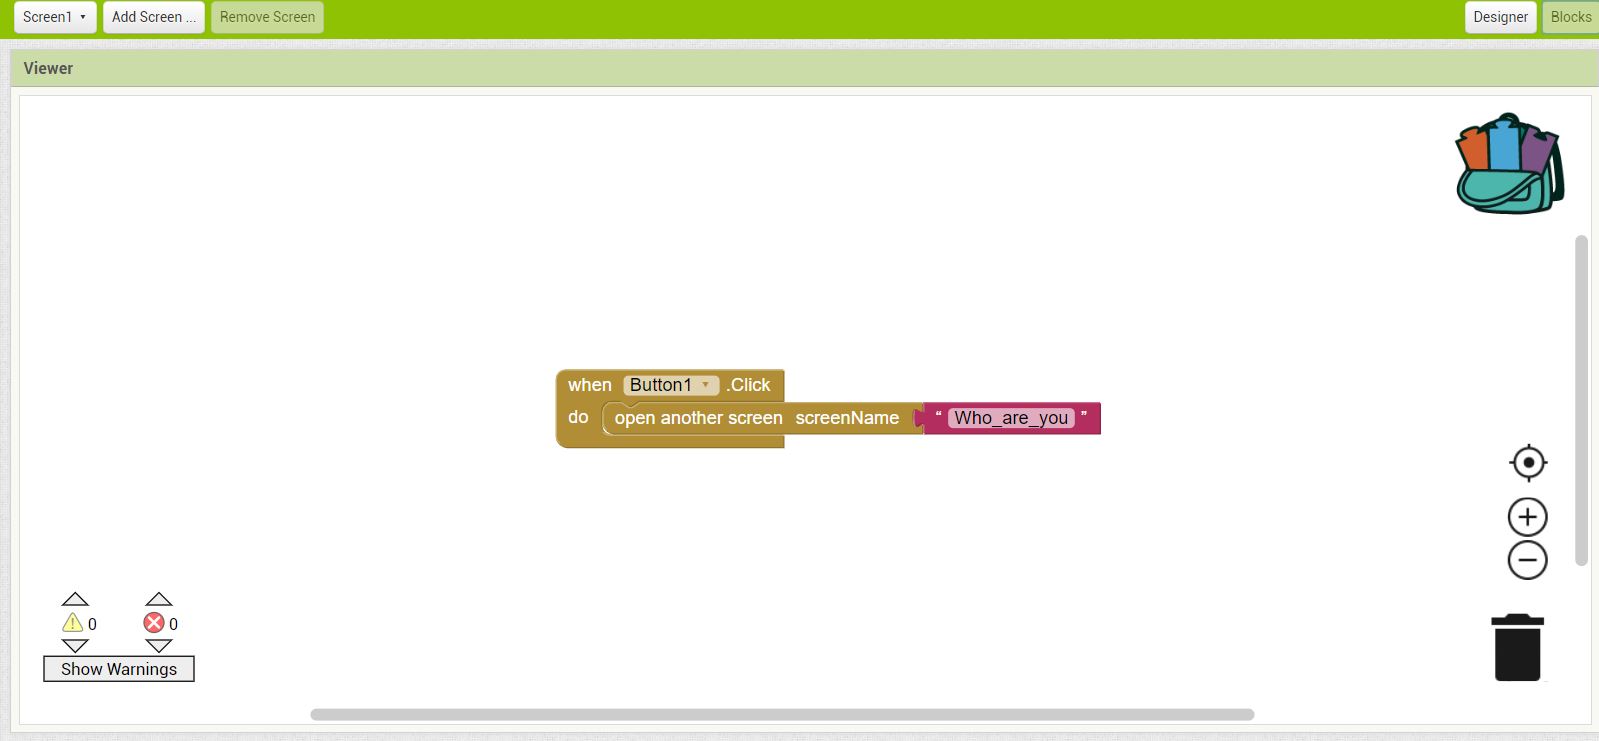 Screen1 Add Screen ... Remove Screen Designer Blocks
Viewer
when Button1 .Click
do open another screen screenName “ Who_are_you ”
0 0
Show Warnings